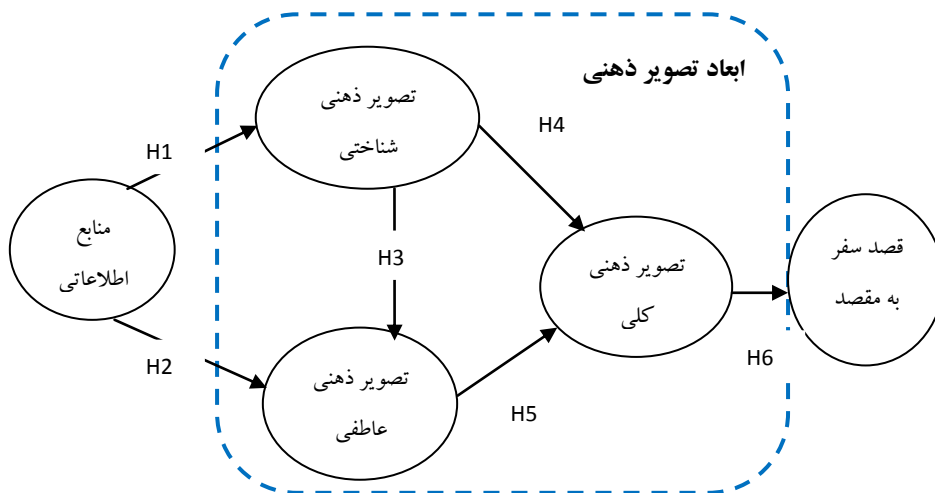 ابعاد تصویر ذهنی
تصویر ذهنی
شناختی
H4
H1
منابع
اطلاعاتی
H3
تصویر ذهنی
کلی
قصد سفر
به مقصد
H2
تصویر ذهنی
عاطفی
H5
H6